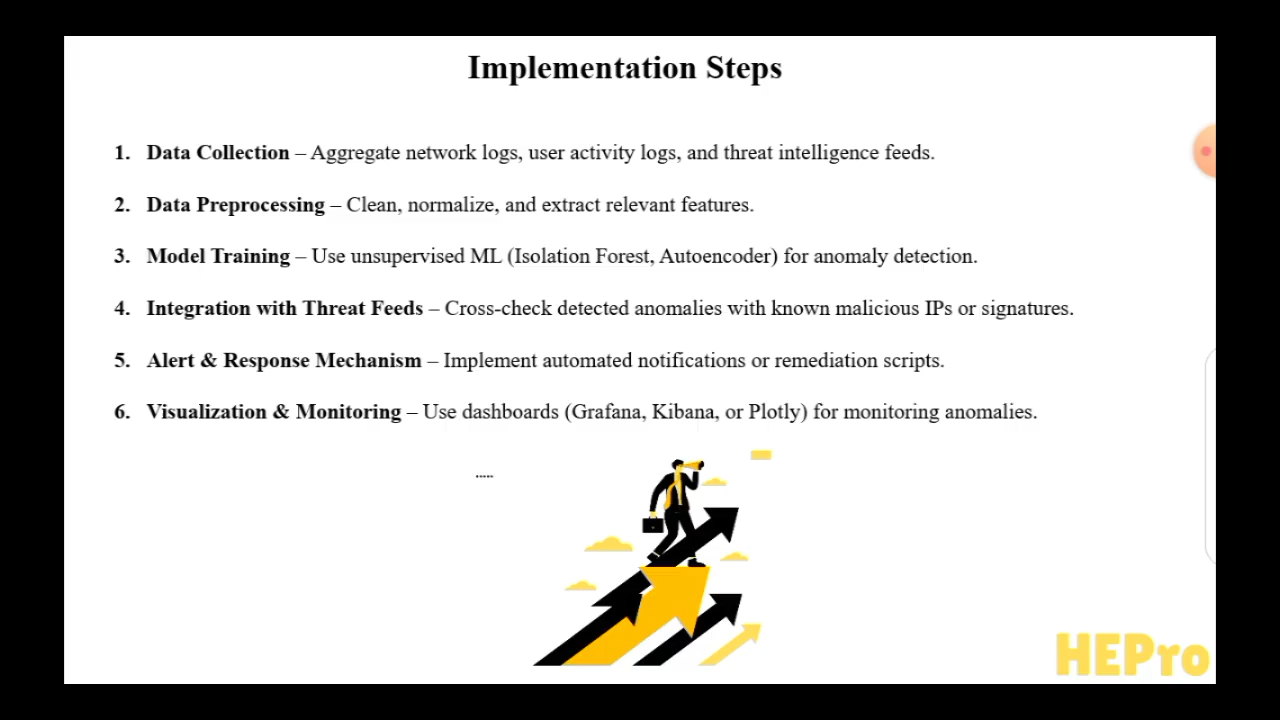 Implementation Steps
1. Data Collection – Aggregate network logs, user activity logs, and threat intelligence feeds.
2. Data Preprocessing – Clean, normalize, and extract relevant features.
3. Model Training – Use unsupervised ML (Isolation Forest, Autoencoder) for anomaly detection.
4. Integration with Threat Feeds – Cross-check detected anomalies with known malicious IPs or signatures.
5. Alert & Response Mechanism – Implement automated notifications or remediation scripts.
6. Visualization & Monitoring – Use dashboards (Grafana, Kibana, or Plotly) for monitoring anomalies.
.....
HEPro